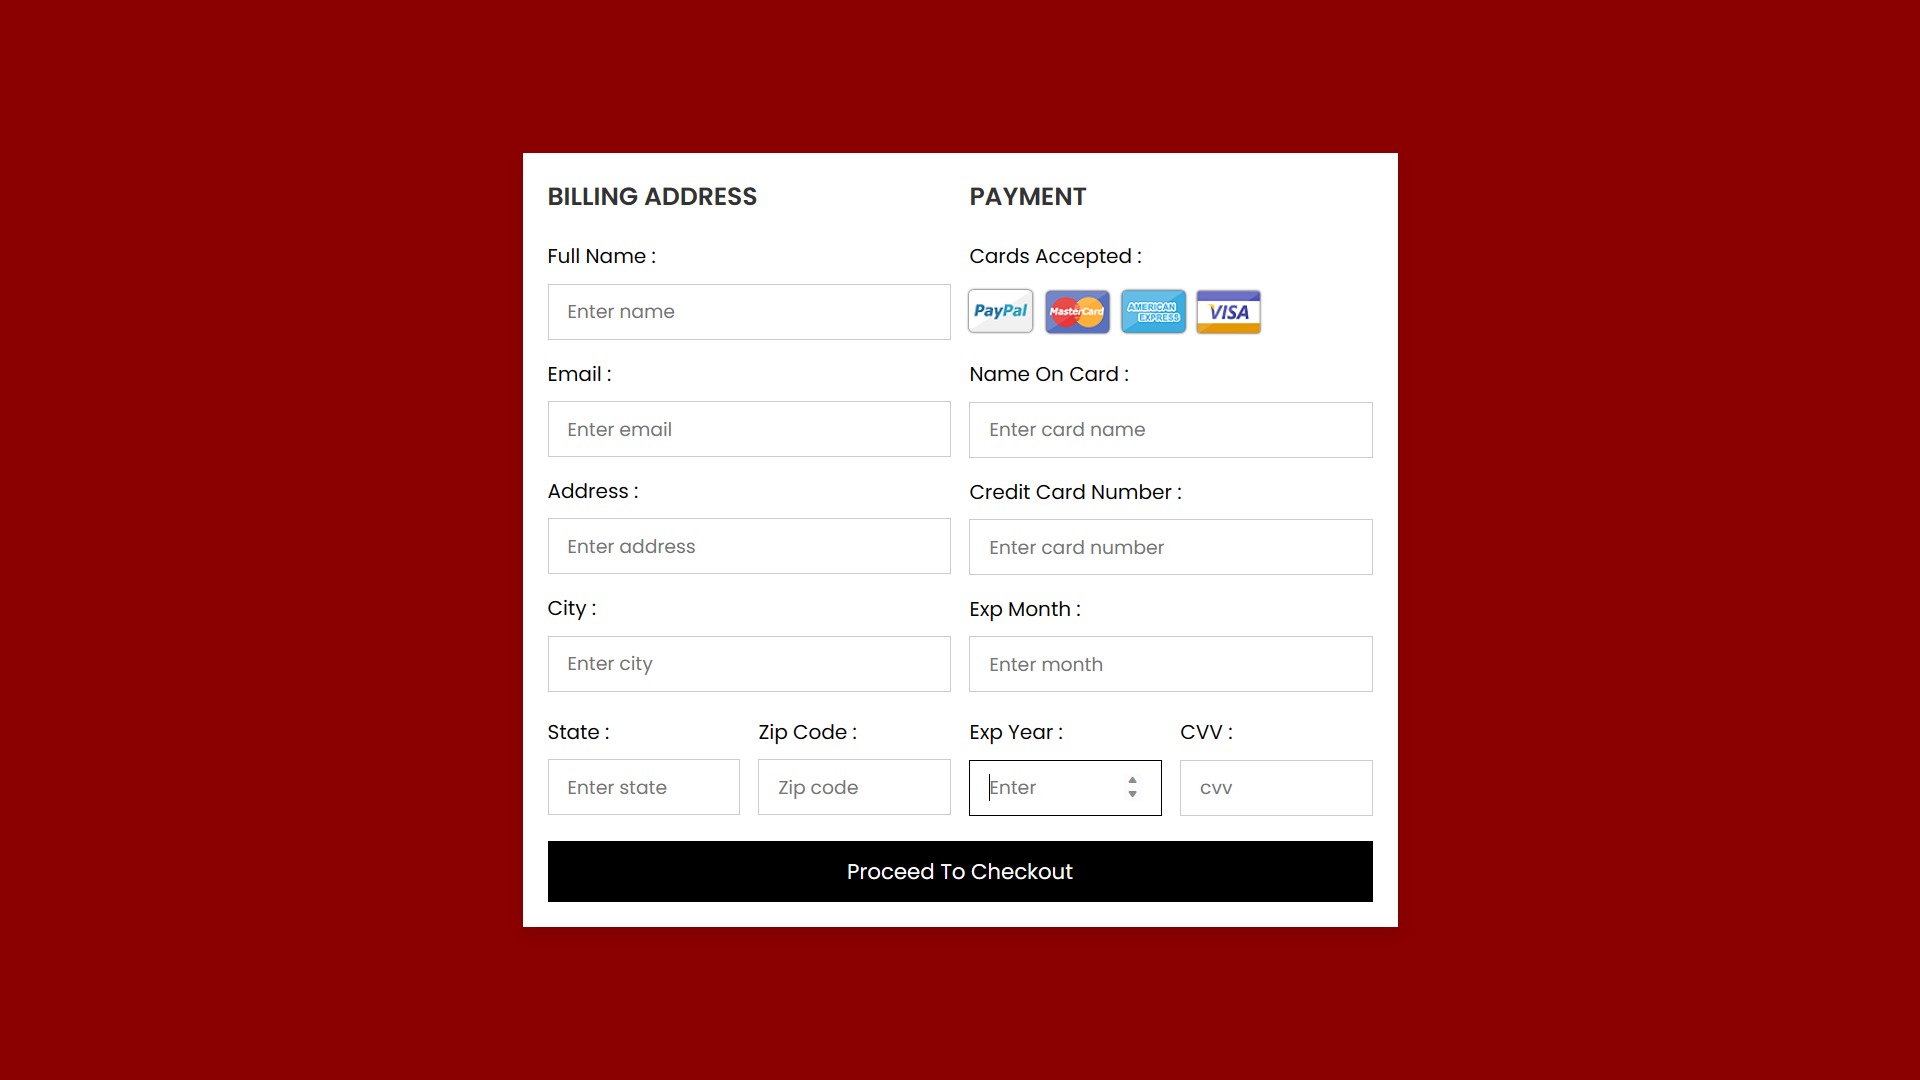 BILLING ADDRESS
Full Name :
Enter name
Email :
Enter email
Address :
Enter address
City :
Enter city
State :
Enter state
Zip Code :
Zip code
PAYMENT
Cards Accepted :
PayPal
MasterCard
AMERICAN
EXPRESS
VISA
Name On Card :
Enter card name
Credit Card Number :
Enter card number
Exp Month :
Enter month
Exp Year :
Enter
CVV :
cvv
Proceed To Checkout